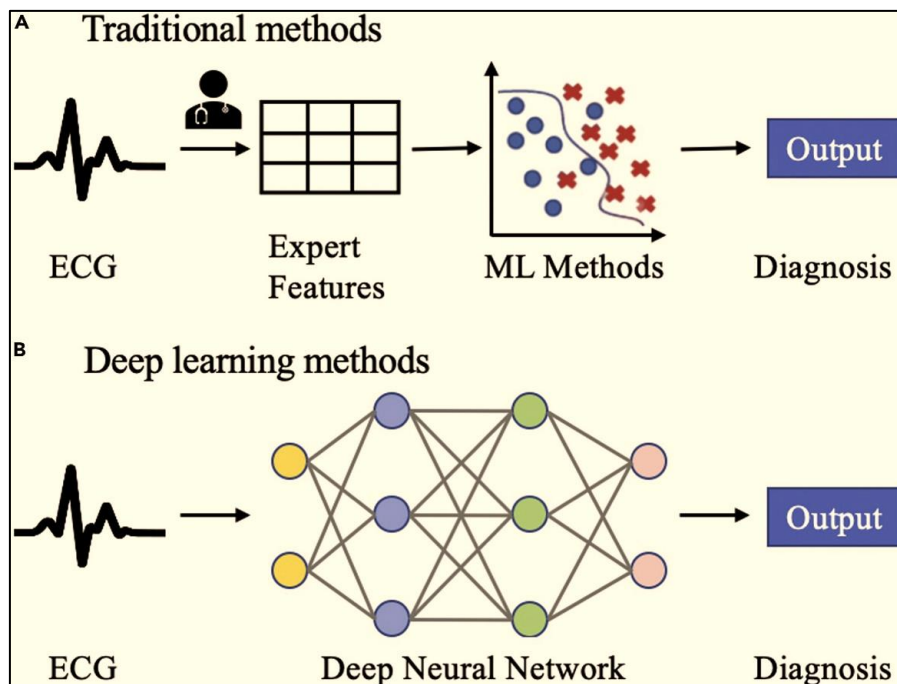 A
Traditional methods
Output
ECG
Expert
Features
ML Methods
Diagnosis
B
Deep learning methods
Output
ECG
Deep Neural Network
Diagnosis